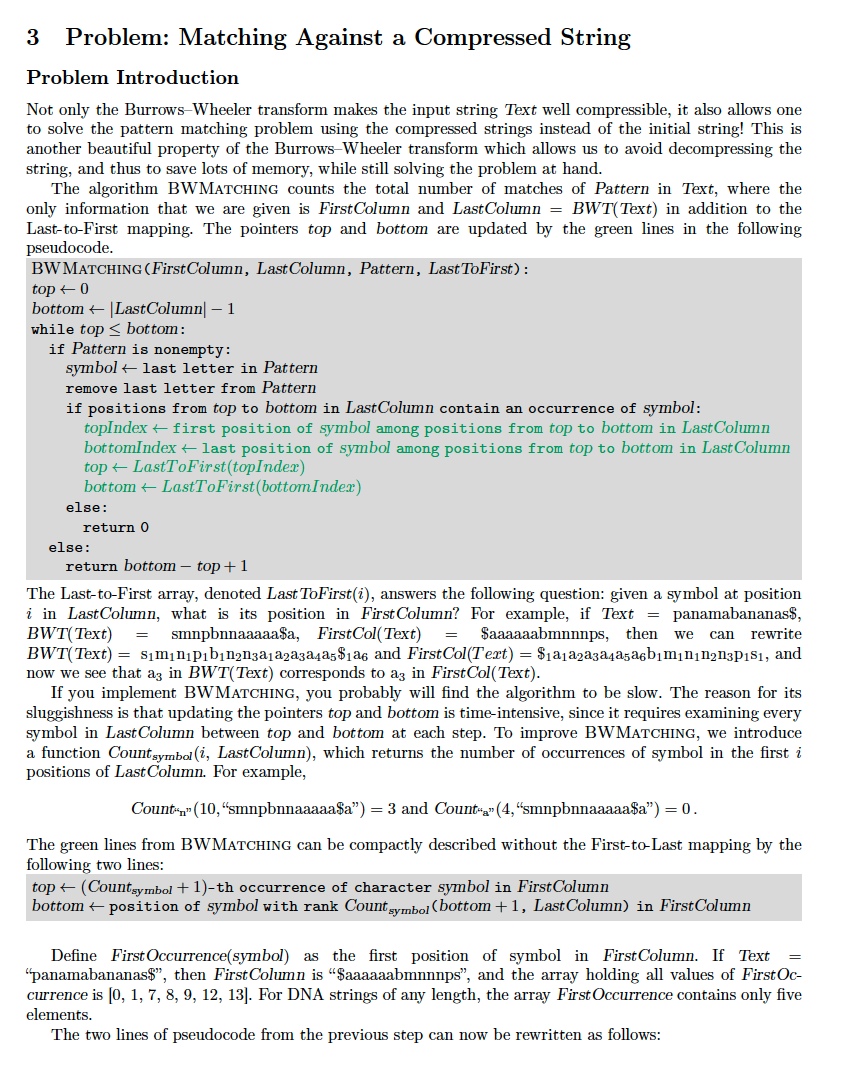 3 Problem: Matching Against a Compressed String
Problem Introduction
Not only the Burrows–Wheeler transform makes the input string Text well compressible, it also allows one
to solve the pattern matching problem using the compressed strings instead of the initial string! This is
another beautiful property of the Burrows–Wheeler transform which allows us to avoid decompressing the
string, and thus to save lots of memory, while still solving the problem at hand.
The algorithm BWMATCHING counts the total number of matches of Pattern in Text, where the
only information that we are given is FirstColumn and LastColumn = BWT(Text) in addition to the
Last-to-First mapping. The pointers top and bottom are updated by the green lines in the following
pseudocode.
BWMATCHING(FirstColumn, LastColumn, Pattern, LastToFirst):
top ← 0
bottom ← |LastColumn| − 1
while top ≤ bottom:
if Pattern is nonempty:
symbol ← last letter in Pattern
remove last letter from Pattern
if positions from top to bottom in LastColumn contain an occurrence of symbol:
topIndex ← first position of symbol among positions from top to bottom in LastColumn
bottomIndex ← last position of symbol among positions from top to bottom in LastColumn
top ← LastToFirst(topIndex)
bottom ← LastToFirst(bottomIndex)
else:
return 0
else:
return bottom − top + 1
The Last-to-First array, denoted LastToFirst(i), answers the following question: given a symbol at position
i in LastColumn, what is its position in FirstColumn? For example, if Text = panamabananas$,
BWT(Text) = smnpbnnaaaaa$a, FirstCol(Text) = $aaaaaabmnnnps, then we can rewrite
BWT(Text) = s₁m₁n₁p₁b₁n₂n₃a₁a₂a₃a₄a₅$₁a₆ and FirstCol(Text) = $₁a₁a₂a₃a₄a₅a₆b₁m₁n₁n₂n₃p₁s₁, and
now we see that a₃ in BWT(Text) corresponds to a₃ in FirstCol(Text).
If you implement BWMATCHING, you probably will find the algorithm to be slow. The reason for its
sluggishness is that updating the pointers top and bottom is time-intensive, since it requires examining every
symbol in LastColumn between top and bottom at each step. To improve BWMATCHING, we introduce
a function Count_symbol(i, LastColumn), which returns the number of occurrences of symbol in the first i
positions of LastColumn. For example,
Count_“n”(10, “smnpbnnaaaaa$a”) = 3 and Count_“a”(4, “smnpbnnaaaaa$a”) = 0 .
The green lines from BWMATCHING can be compactly described without the First-to-Last mapping by the
following two lines:
top ← (Count_symbol + 1)-th occurrence of character symbol in FirstColumn
bottom ← position of symbol with rank Count_symbol(bottom + 1, LastColumn) in FirstColumn
Define FirstOccurrence(symbol) as the first position of symbol in FirstColumn. If Text =
“panamabananas$”, then FirstColumn is “$aaaaaabmnnnps”, and the array holding all values of FirstOc-
currence is [0, 1, 7, 8, 9, 12, 13]. For DNA strings of any length, the array FirstOccurrence contains only five
elements.
The two lines of pseudocode from the previous step can now be rewritten as follows: